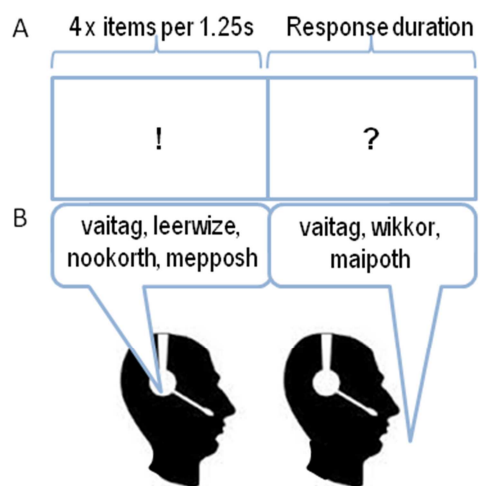 A
4 x items per 1.25s
Response duration
!
?
B
vaitag, leerwize,
nookorth, mepposh
vaitag, wikkor,
maipoth